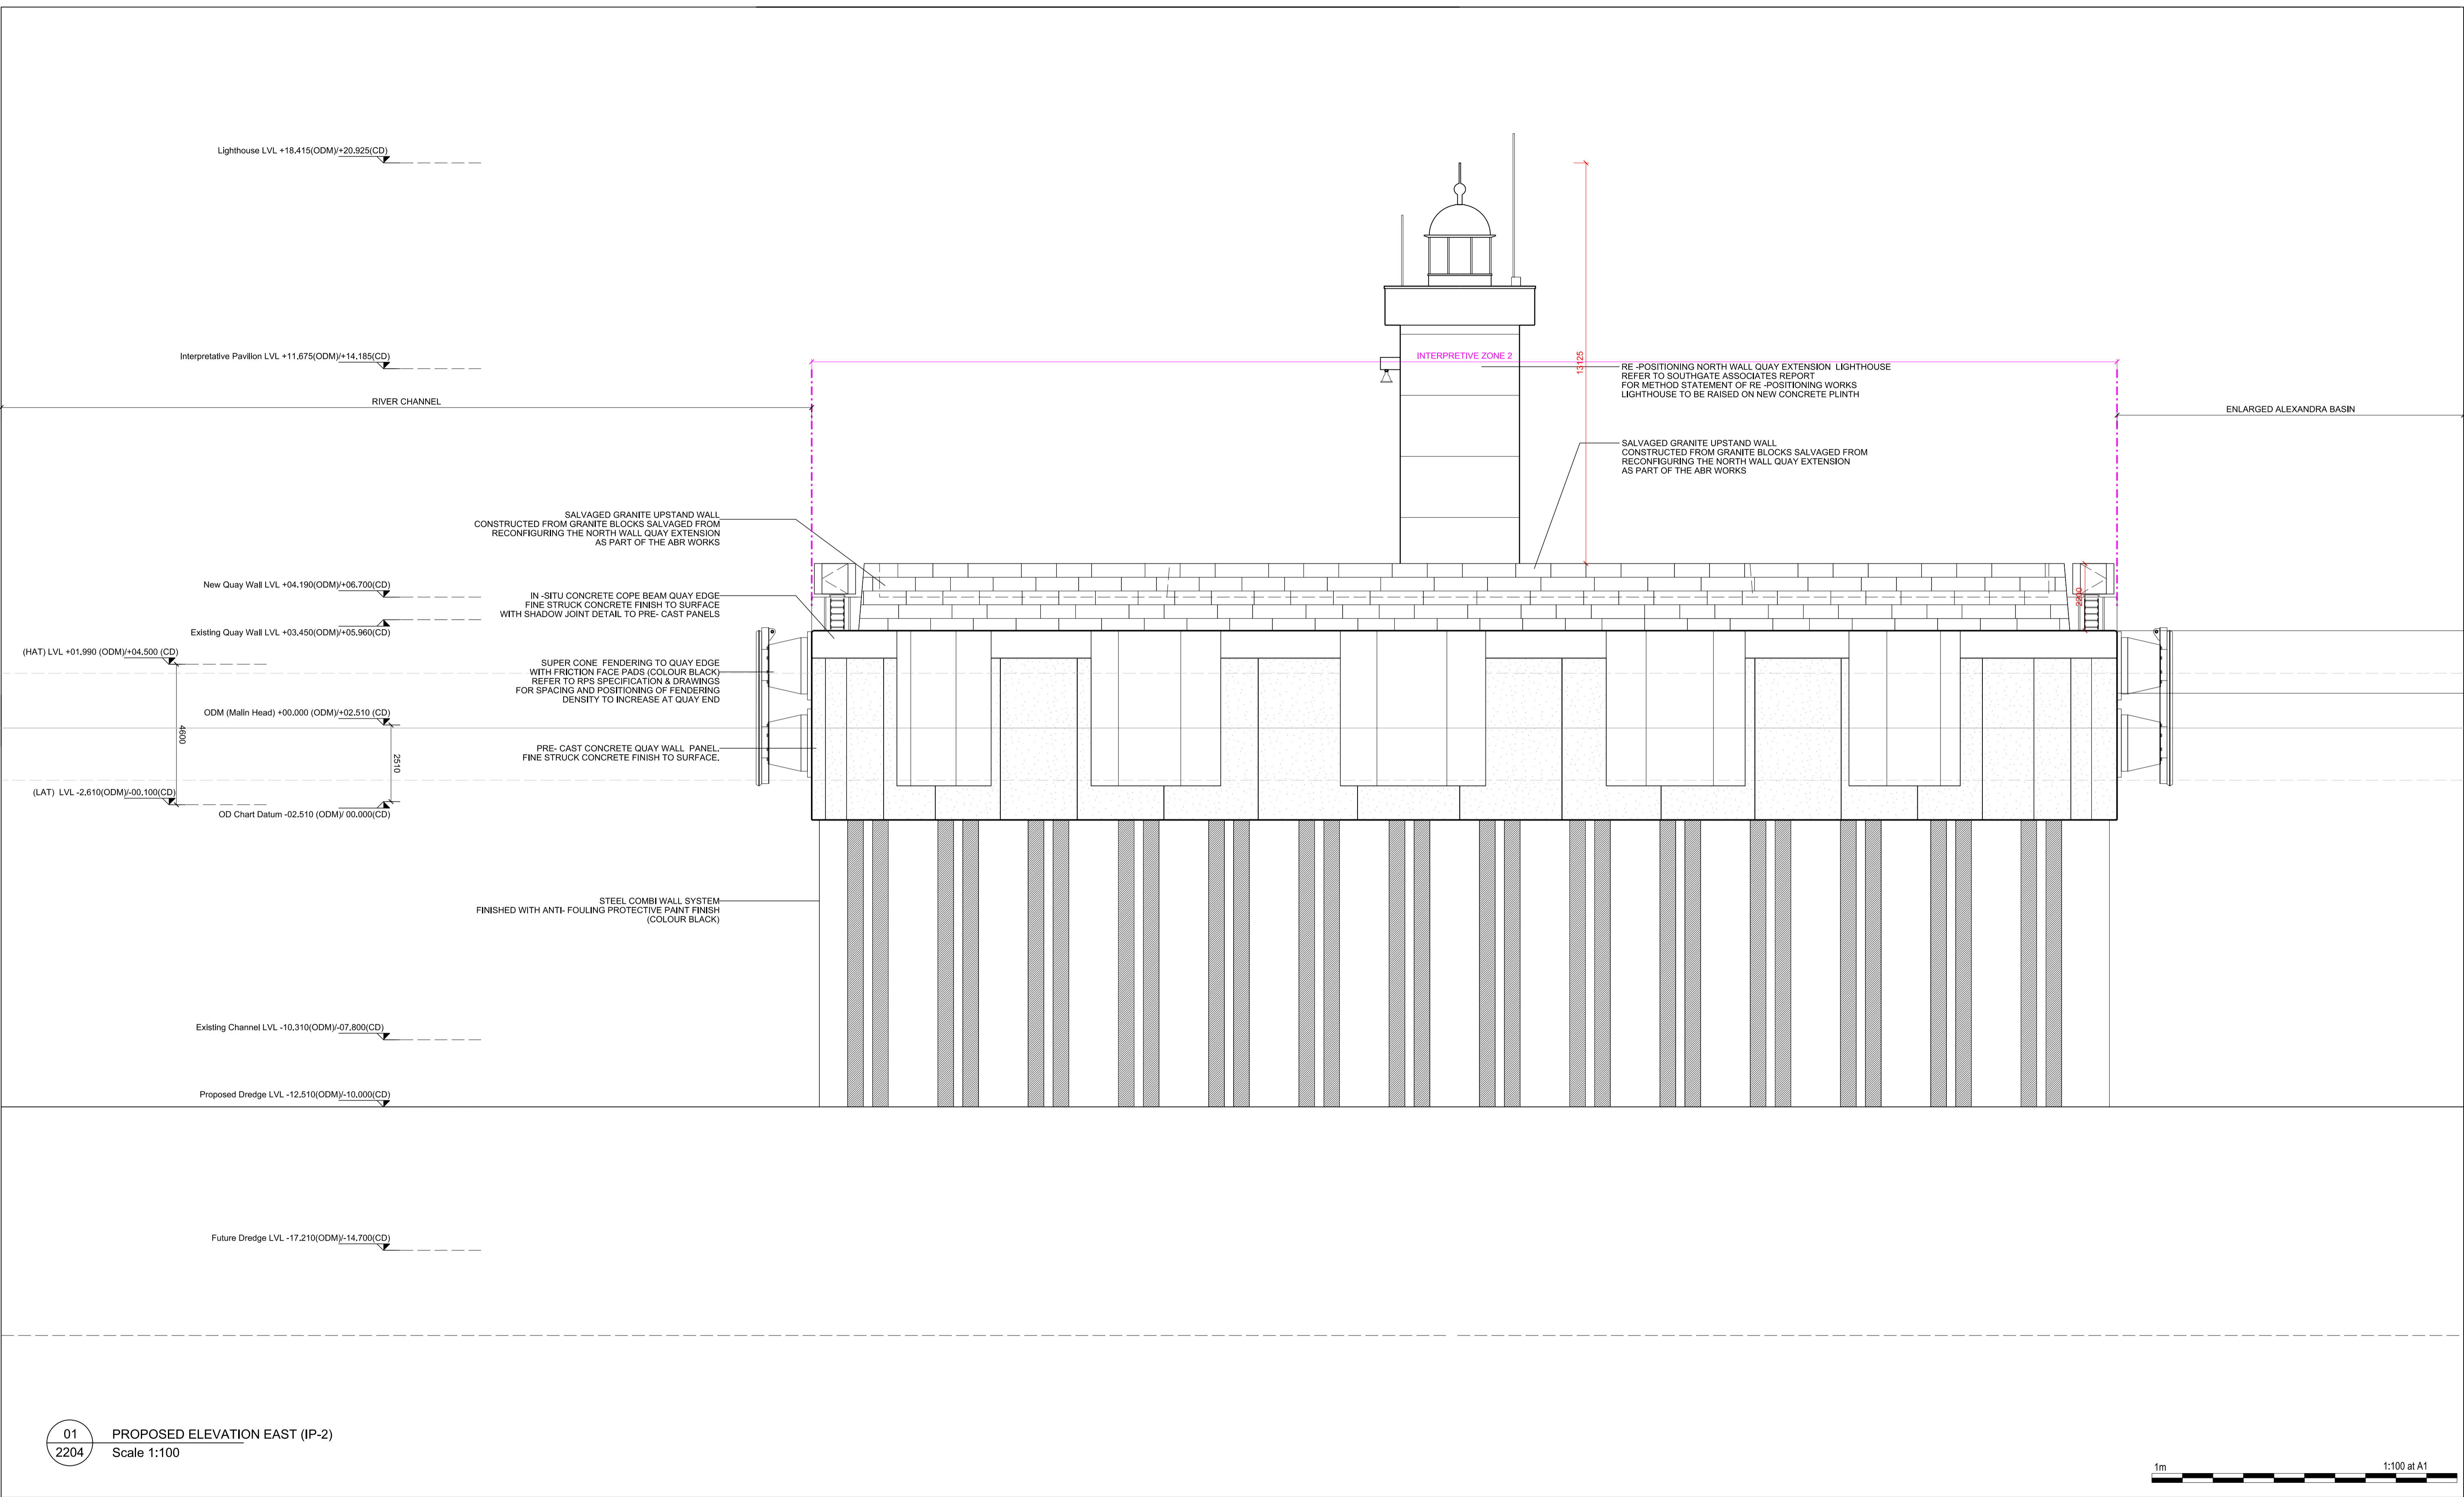 Lighthouse LVL +18.415(ODM)/+20.925(CD)
Interpretative Pavilion LVL +11.675(ODM)/+14.185(CD)
INTERPRETIVE ZONE 2
13125
RE -POSITIONING NORTH WALL QUAY EXTENSION LIGHTHOUSE
REFER TO SOUTHGATE ASSOCIATES REPORT
FOR METHOD STATEMENT OF RE -POSITIONING WORKS
LIGHTHOUSE TO BE RAISED ON NEW CONCRETE PLINTH
RIVER CHANNEL
ENLARGED ALEXANDRA BASIN
SALVAGED GRANITE UPSTAND WALL
CONSTRUCTED FROM GRANITE BLOCKS SALVAGED FROM
RECONFIGURING THE NORTH WALL QUAY EXTENSION
AS PART OF THE ABR WORKS
SALVAGED GRANITE UPSTAND WALL
CONSTRUCTED FROM GRANITE BLOCKS SALVAGED FROM
RECONFIGURING THE NORTH WALL QUAY EXTENSION
AS PART OF THE ABR WORKS
New Quay Wall LVL +04.190(ODM)/+06.700(CD)
IN -SITU CONCRETE COPE BEAM QUAY EDGE
FINE STRUCK CONCRETE FINISH TO SURFACE
WITH SHADOW JOINT DETAIL TO PRE- CAST PANELS
2200
Existing Quay Wall LVL +03.450(ODM)/+05.960(CD)
(HAT) LVL +01.990 (ODM)/+04.500 (CD)
SUPER CONE FENDERING TO QUAY EDGE
WITH FRICTION FACE PADS (COLOUR BLACK)
REFER TO RPS SPECIFICATION & DRAWINGS
FOR SPACING AND POSITIONING OF FENDERING
DENSITY TO INCREASE AT QUAY END
ODM (Malin Head) +00.000 (ODM)/+02.510 (CD)
4600
2510
PRE- CAST CONCRETE QUAY WALL PANEL.
FINE STRUCK CONCRETE FINISH TO SURFACE.
(LAT) LVL -2.610(ODM)/-00.100(CD)
OD Chart Datum -02.510 (ODM)/ 00.000(CD)
STEEL COMBI WALL SYSTEM
FINISHED WITH ANTI- FOULING PROTECTIVE PAINT FINISH
(COLOUR BLACK)
Existing Channel LVL -10.310(ODM)/-07.800(CD)
Proposed Dredge LVL -12.510(ODM)/-10.000(CD)
Future Dredge LVL -17.210(ODM)/-14.700(CD)
01
2204
PROPOSED ELEVATION EAST (IP-2)
Scale 1:100
1m
1:100 at A1